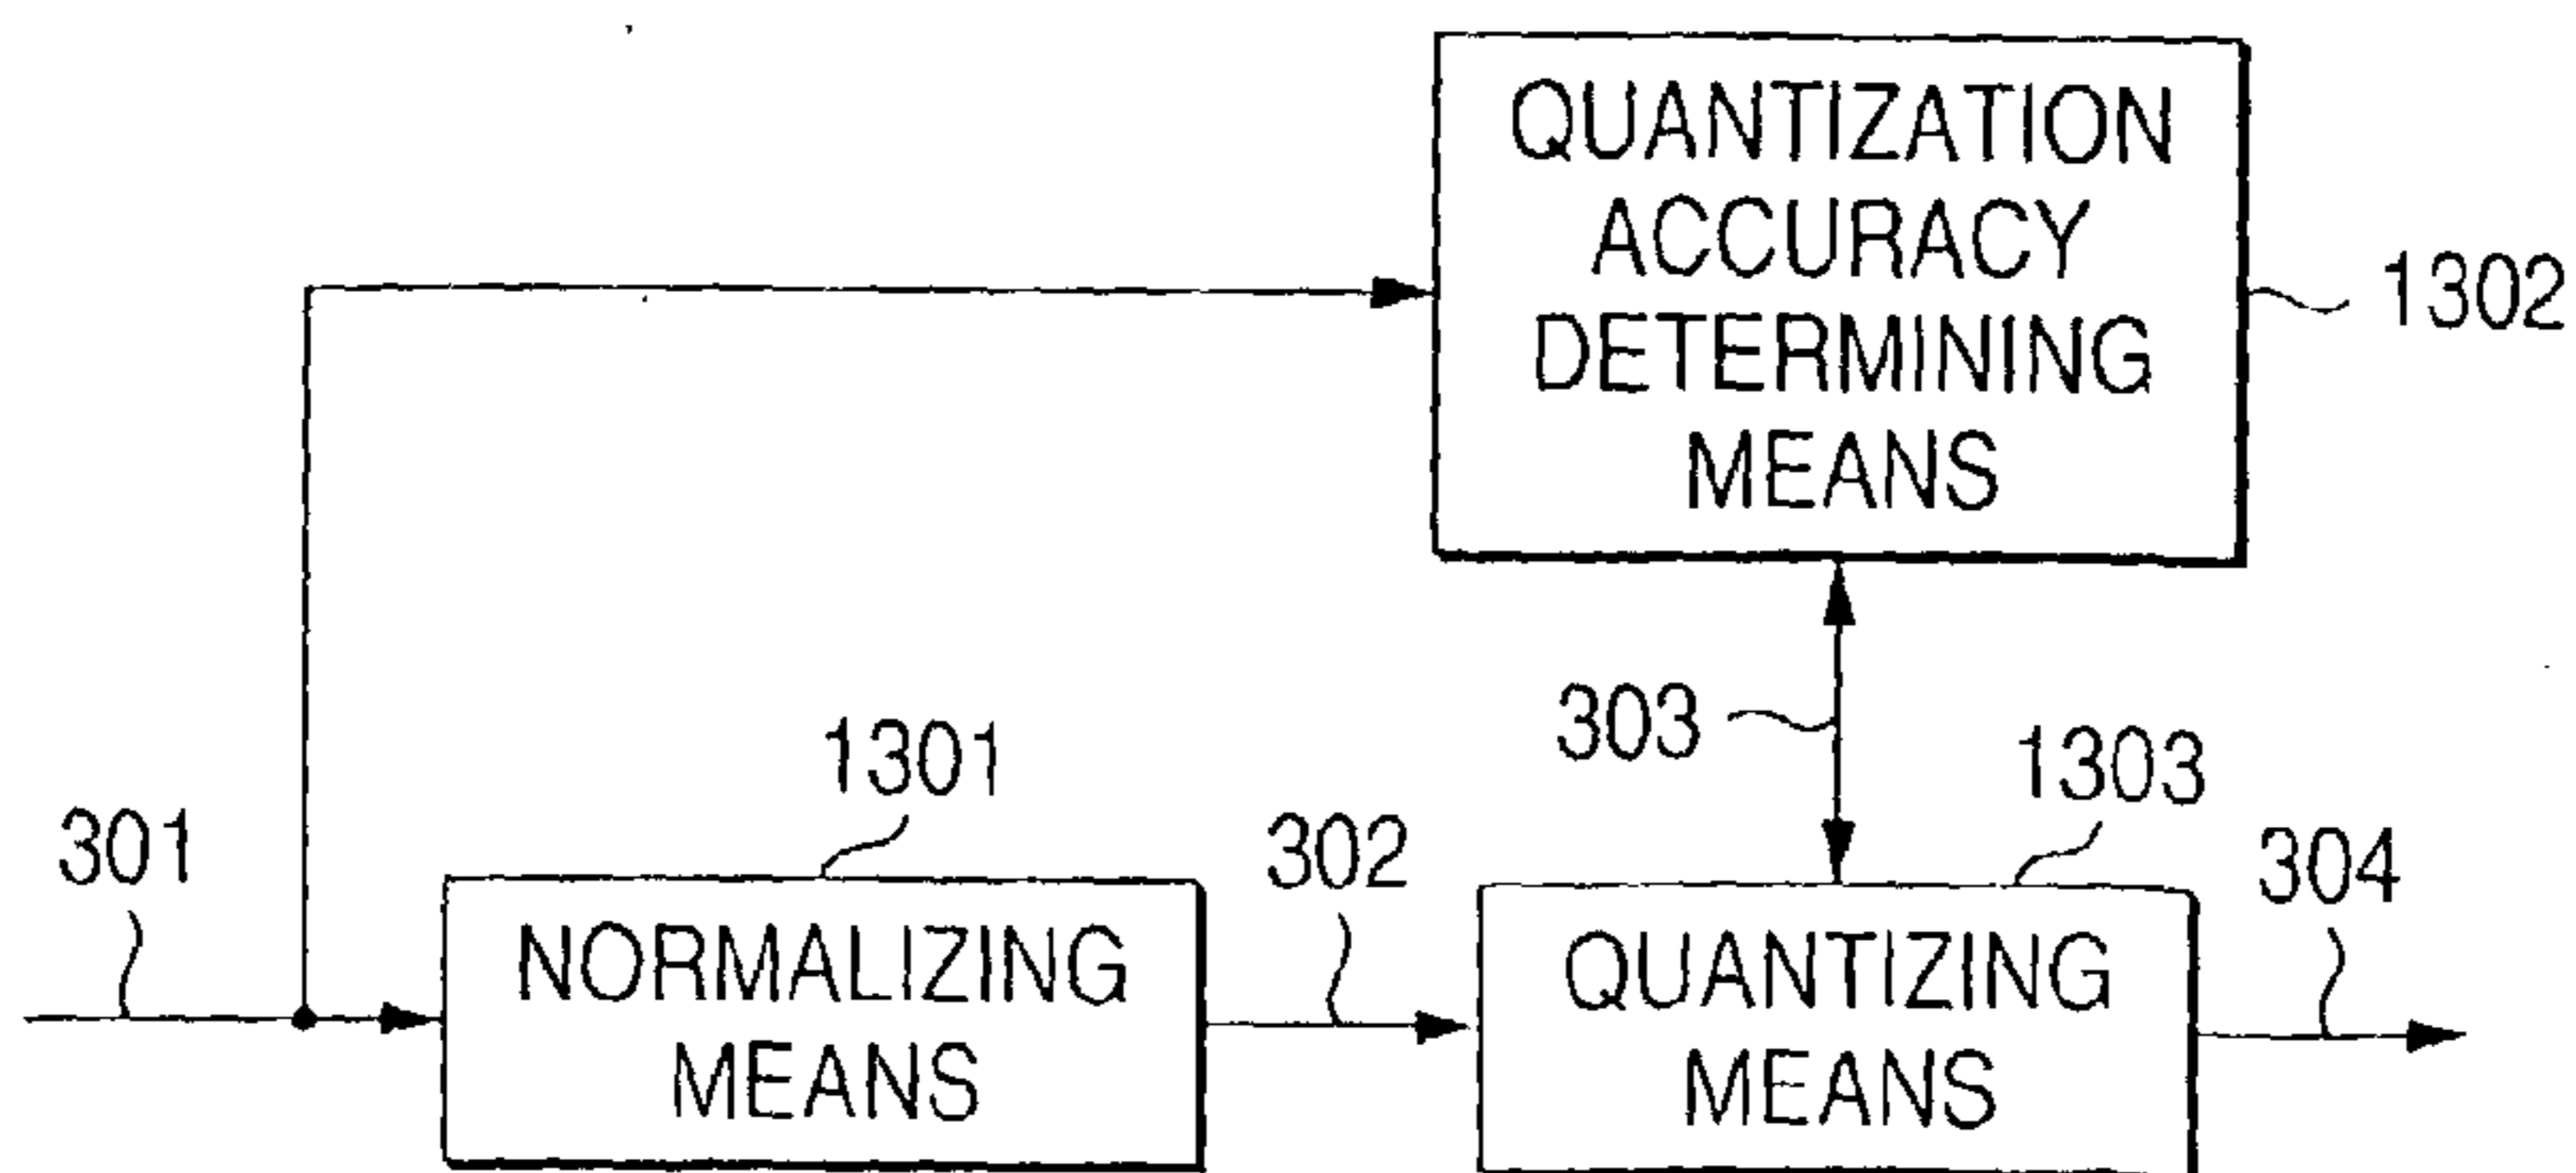 QUANTIZATION
ACCURACY
DETERMINING
MEANS
1302
303
1301
1303
301
302
304
NORMALIZING
MEANS
QUANTIZING
MEANS